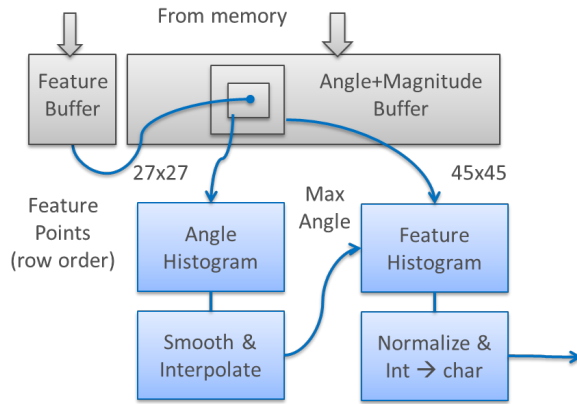 From memory
Feature
Buffer
Angle+Magnitude
Buffer
27x27
45x45
Feature
Points
(row order)
Max
Angle
Angle
Histogram
Feature
Histogram
Smooth &
Interpolate
Normalize &
Int → char